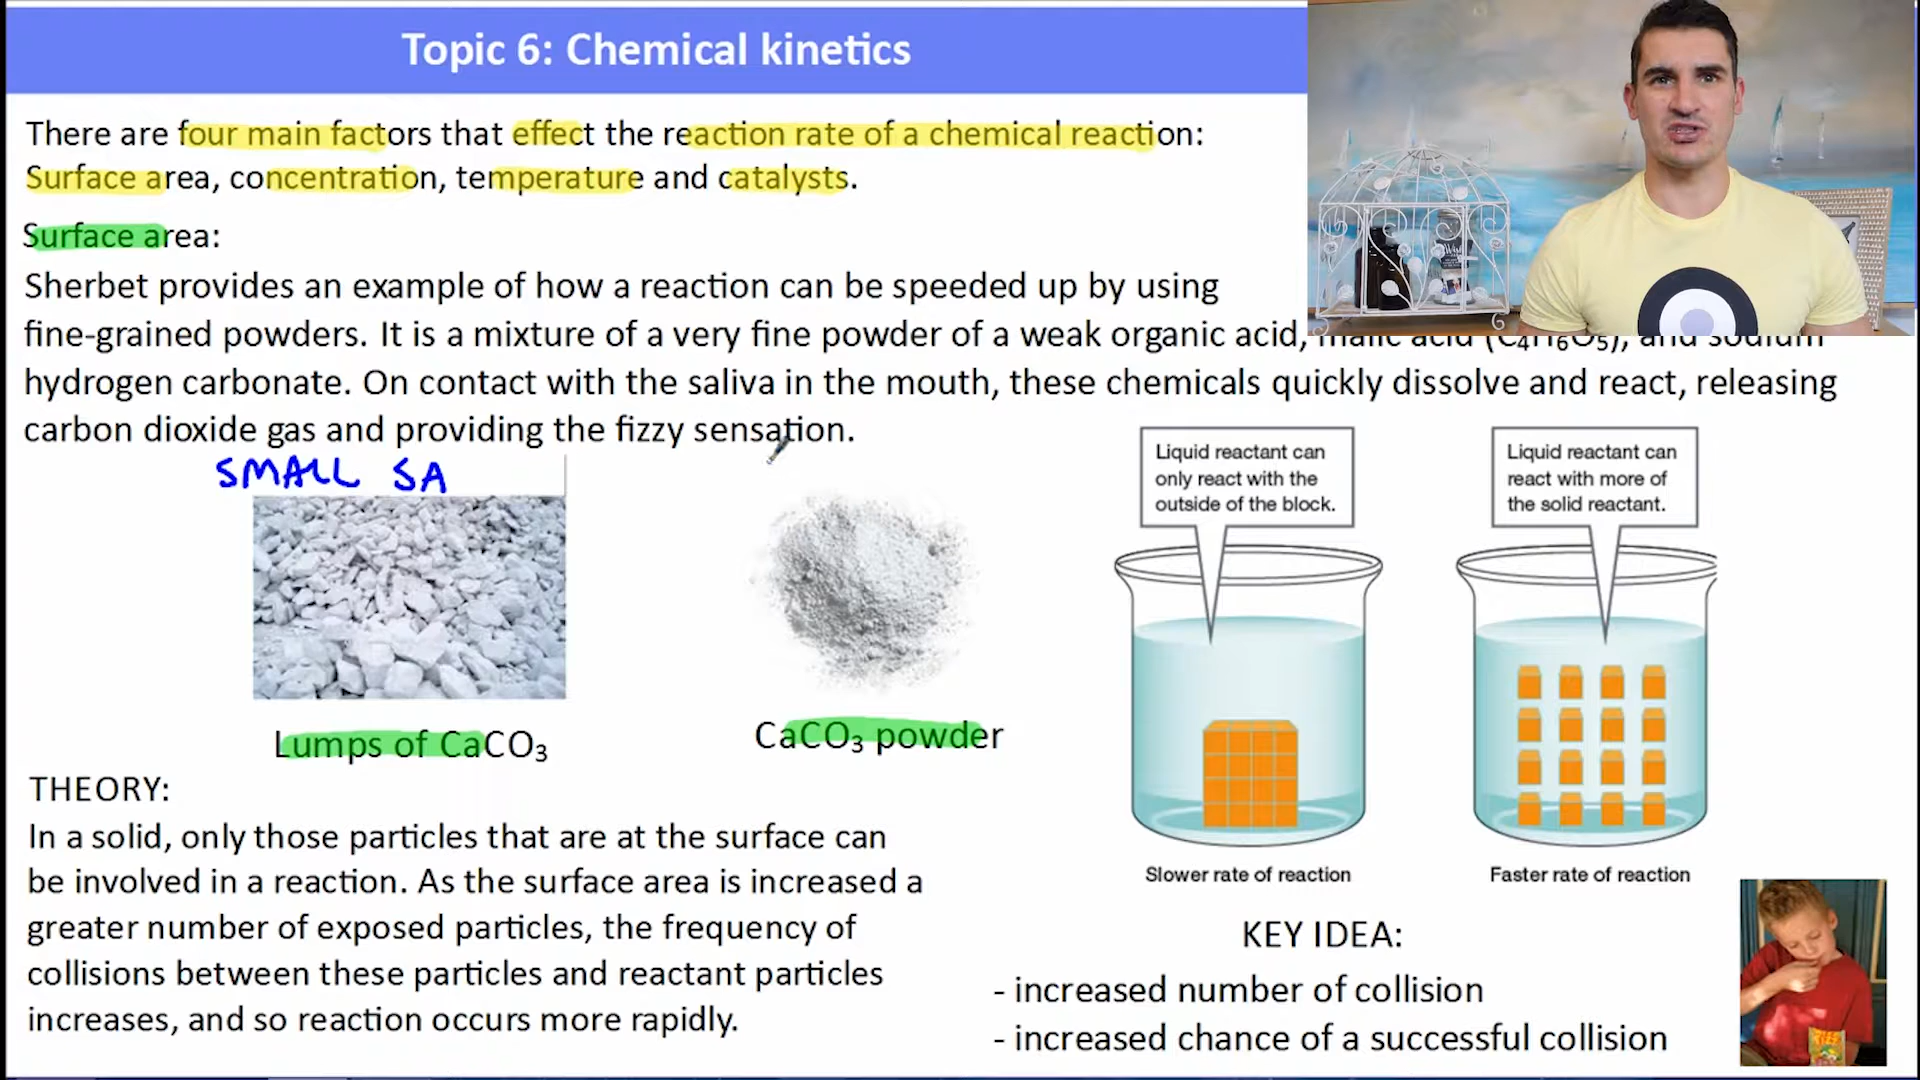 Topic 6: Chemical kinetics
There are four main factors that effect the reaction rate of a chemical reaction:
Surface area, concentration, temperature and catalysts.
Surface area:
Sherbet provides an example of how a reaction can be speeded up by using
fine-grained powders. It is a mixture of a very fine powder of a weak organic acid, malic acid (C₄H₆O₅), and sodium
hydrogen carbonate. On contact with the saliva in the mouth, these chemicals quickly dissolve and react, releasing
carbon dioxide gas and providing the fizzy sensation.
SMALL SA
Lumps of CaCO₃
CaCO₃ powder
Liquid reactant can
only react with the
outside of the block.
Liquid reactant can
react with more of
the solid reactant.
Slower rate of reaction
Faster rate of reaction
THEORY:
In a solid, only those particles that are at the surface can
be involved in a reaction. As the surface area is increased a
greater number of exposed particles, the frequency of
collisions between these particles and reactant particles
increases, and so reaction occurs more rapidly.
KEY IDEA:
- increased number of collision
- increased chance of a successful collision